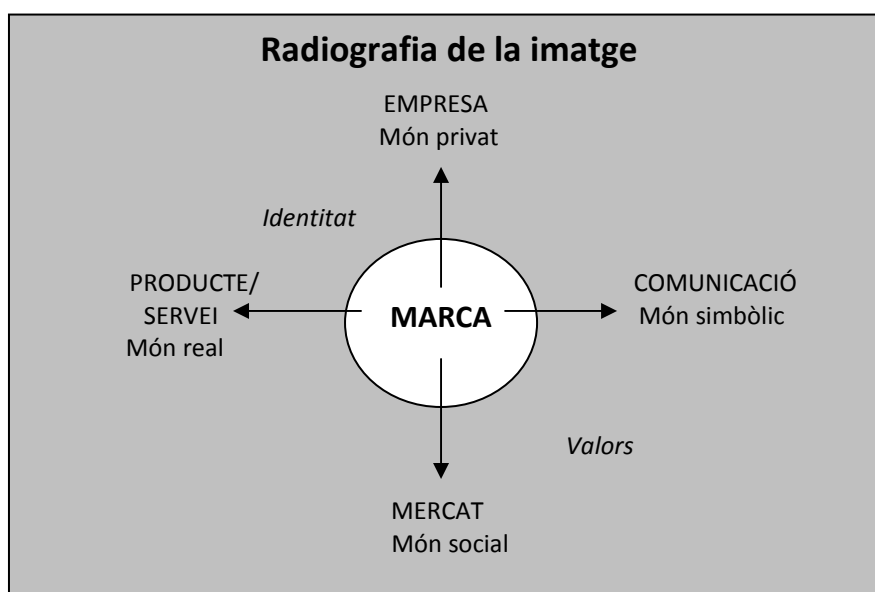 Radiografia de la imatge
EMPRESA
Món privat
Identitat
PRODUCTE/
SERVEI
Món real
MARCA
COMUNICACIÓ
Món simbòlic
Valors
MERCAT
Món social